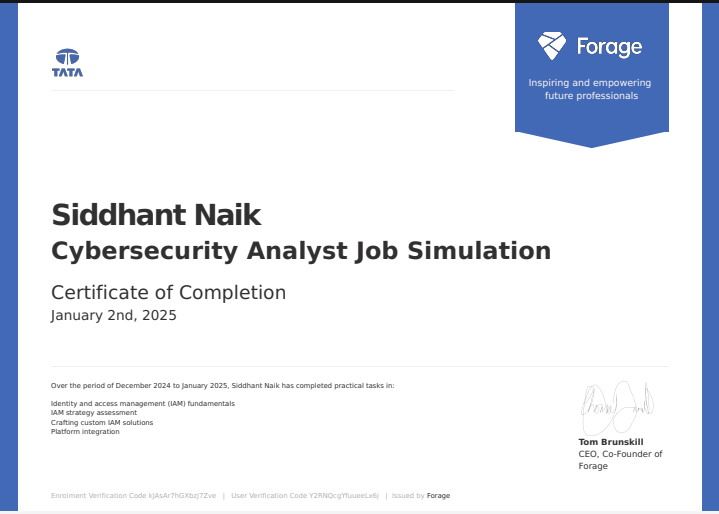 TATA
Forage
Inspiring and empowering
future professionals
Siddhant Naik
Cybersecurity Analyst Job Simulation
Certificate of Completion
January 2nd, 2025
Over the period of December 2024 to January 2025, Siddhant Naik has completed practical tasks in:
Identity and access management (IAM) fundamentals
IAM strategy assessment
Crafting custom IAM solutions
Platform integration
Tom Brunskill
CEO, Co-Founder of
Forage
Enrolment Verification Code | User Verification Code | Issued by Forage